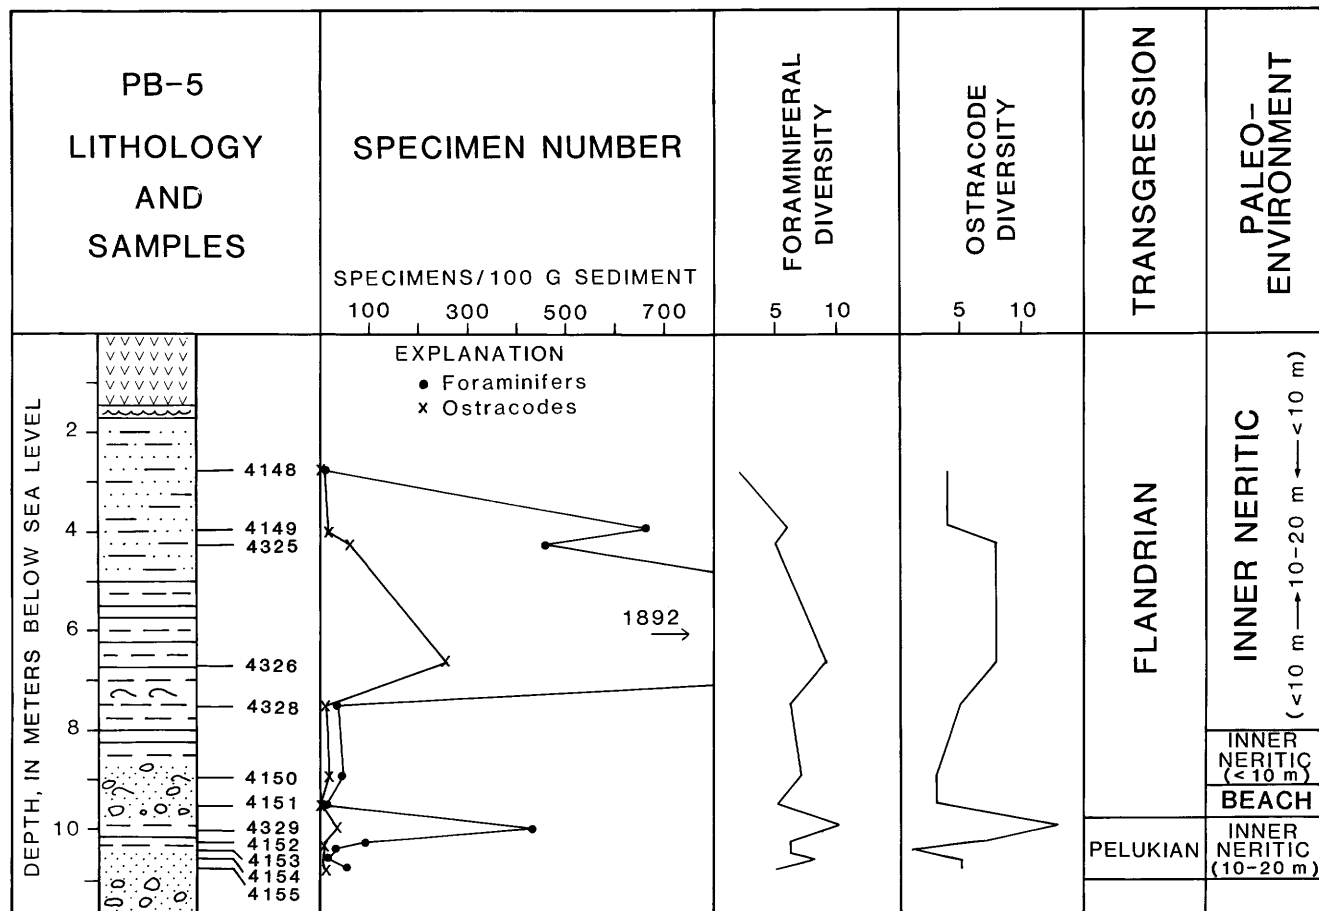 PB-5
LITHOLOGY
AND
SAMPLES
SPECIMEN NUMBER
SPECIMENS/100 G SEDIMENT
100 300 500 700
FORAMINIFERAL
DIVERSITY
5 10
OSTRACODE
DIVERSITY
5 10
TRANSGRESSION
PALEO-
ENVIRONMENT
EXPLANATION
● Foraminifers
x Ostracodes
DEPTH, IN METERS BELOW SEA LEVEL
2
4
6
8
10
4148
4149
4325
4326
4328
4150
4151
4329
4152
4153
4154
4155
1892
FLANDRIAN
PELUKIAN
INNER NERITIC
(<10 m → 10-20 m ← <10 m)
INNER
NERITIC
(<10 m)
BEACH
INNER
NERITIC
(10-20 m)